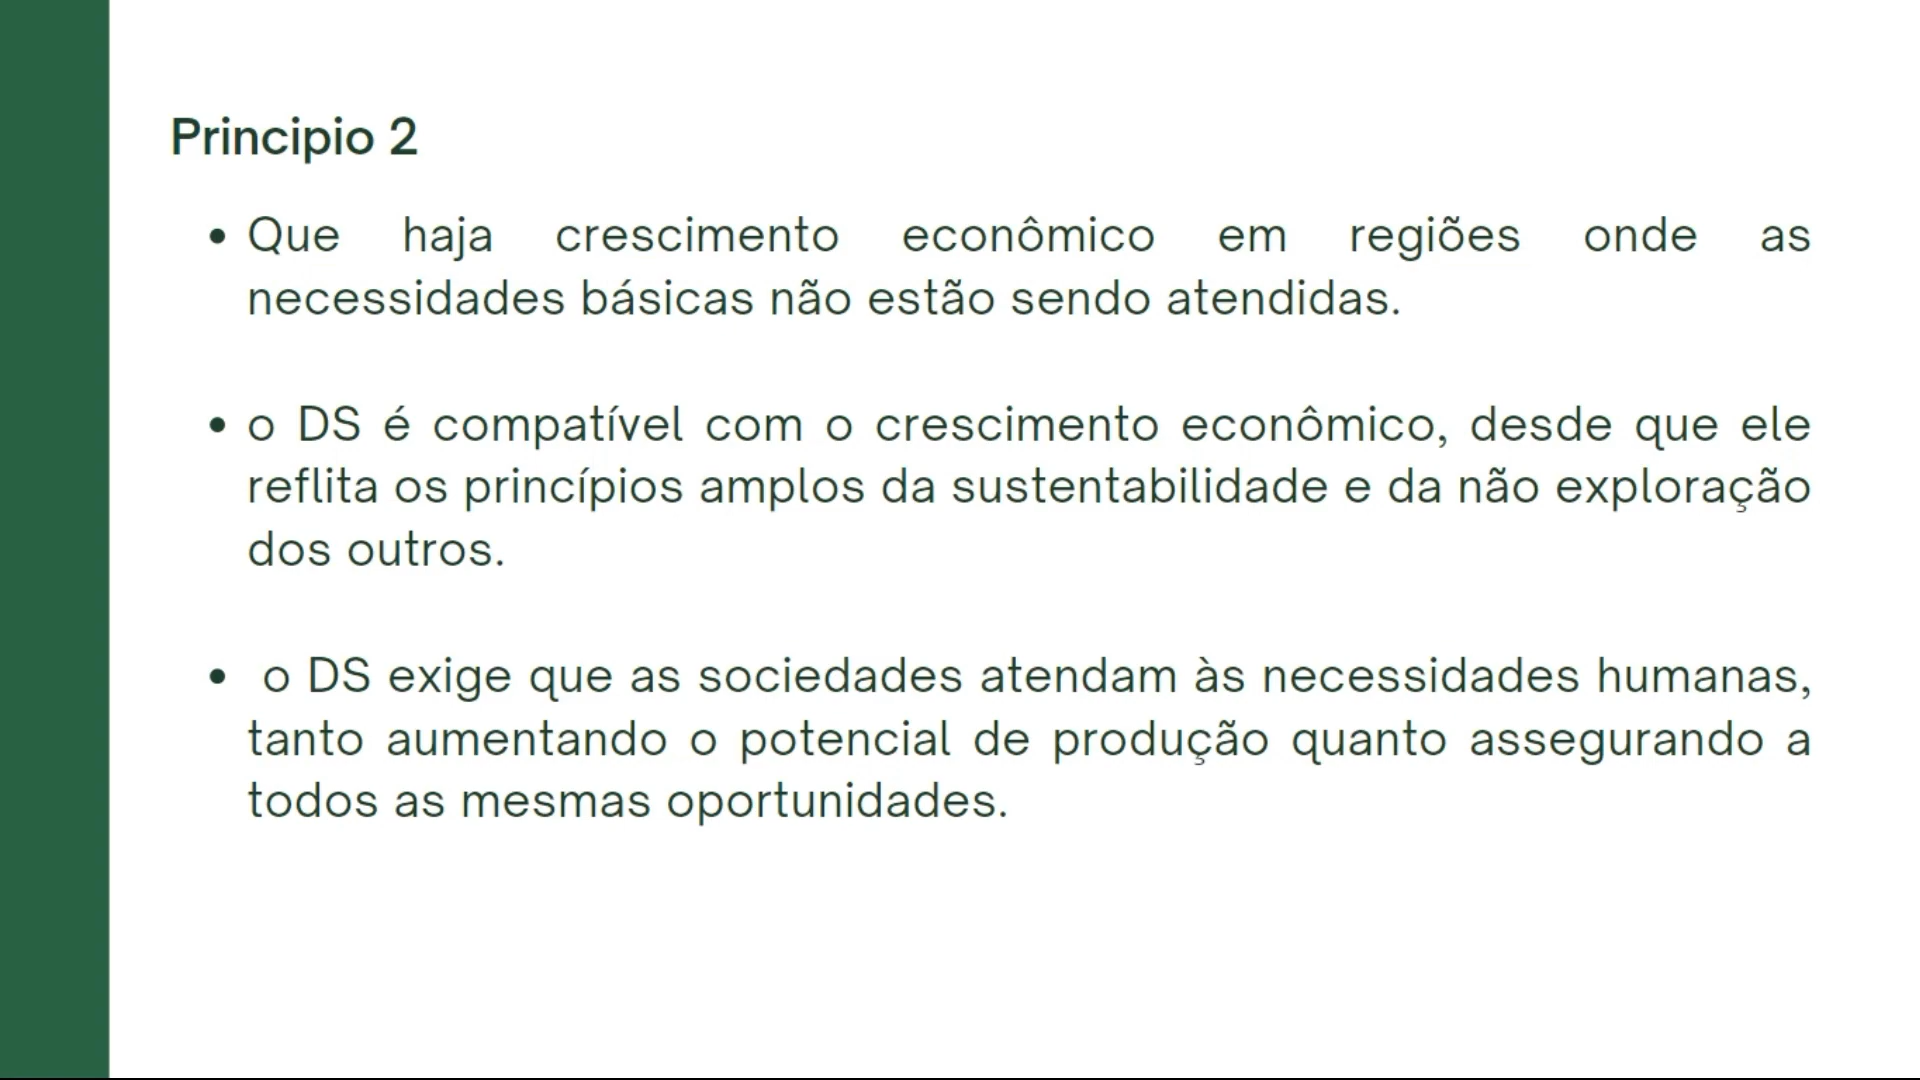 Principio 2
• Que haja crescimento econômico em regiões onde as
necessidades básicas não estão sendo atendidas.
• o DS é compatível com o crescimento econômico, desde que ele
reflita os princípios amplos da sustentabilidade e da não exploração
dos outros.
• o DS exige que as sociedades atendam às necessidades humanas,
tanto aumentando o potencial de produção quanto assegurando a
todos as mesmas oportunidades.